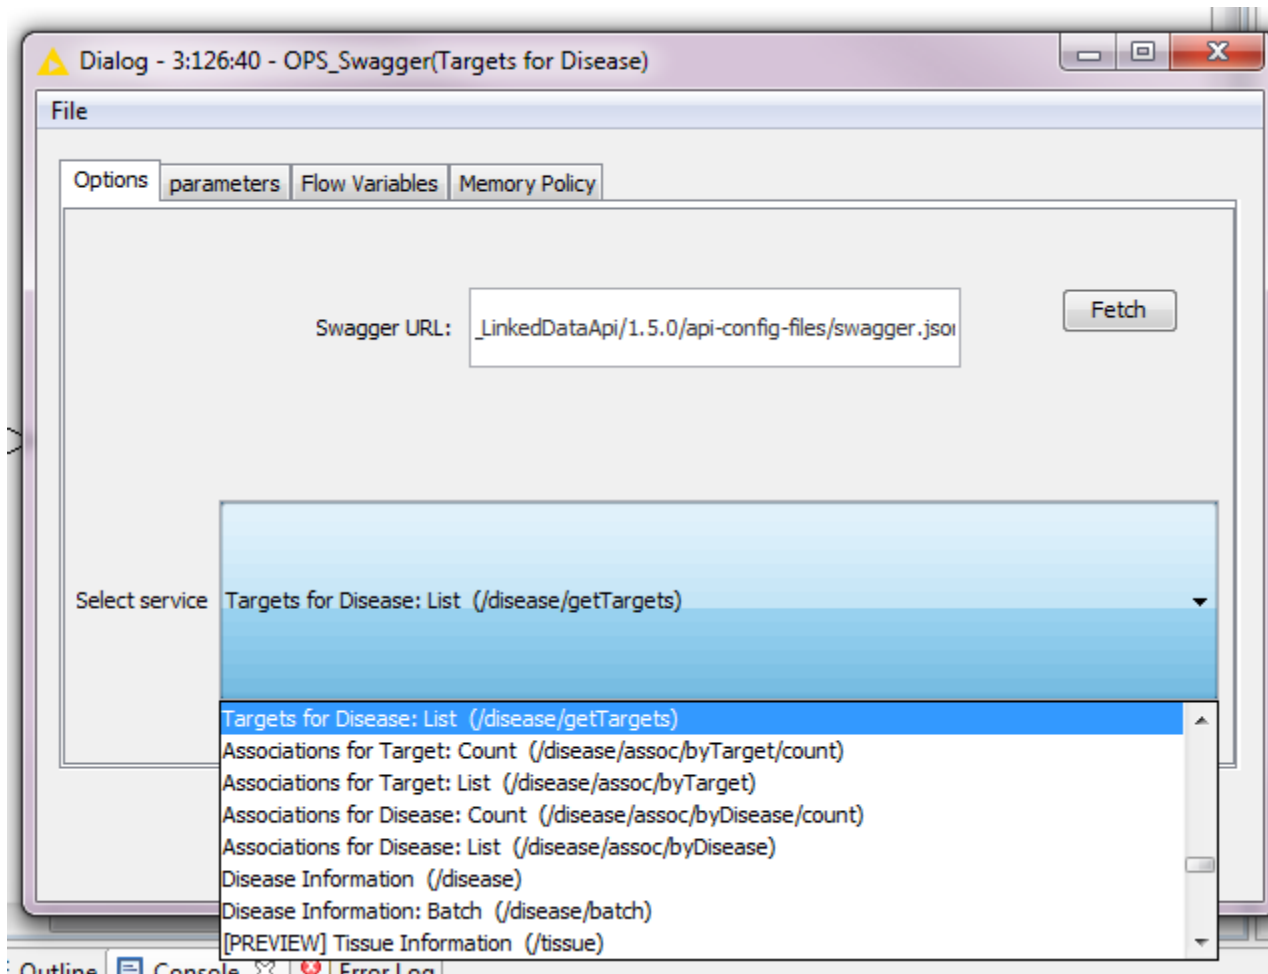 Dialog - 3:126:40 - OPS_Swagger(Targets for Disease)
File
Options parameters Flow Variables Memory Policy
Swagger URL: _LinkedDataApi/1.5.0/api-config-files/swagger.json Fetch
Select service Targets for Disease: List (/disease/getTargets)
Targets for Disease: List (/disease/getTargets)
Associations for Target: Count (/disease/assoc/byTarget/count)
Associations for Target: List (/disease/assoc/byTarget)
Associations for Disease: Count (/disease/assoc/byDisease/count)
Associations for Disease: List (/disease/assoc/byDisease)
Disease Information (/disease)
Disease Information: Batch (/disease/batch)
[PREVIEW] Tissue Information (/tissue)
Outline Console Error Log